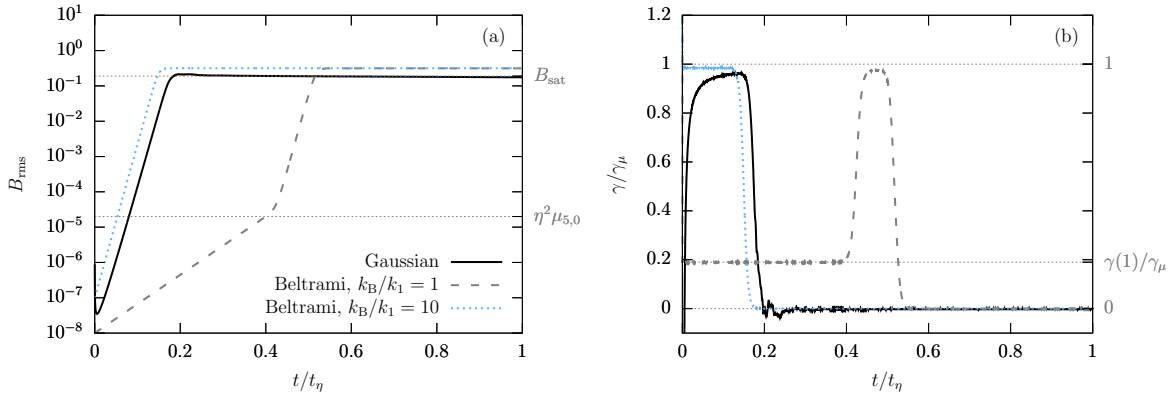 10^1
10^0
10^-1
10^-2
10^-3
10^-4
10^-5
10^-6
10^-7
10^-8
B_rms
(a)
B_sat
η^2μ_5,0
Gaussian
Beltrami, k_B/k_1 = 1
Beltrami, k_B/k_1 = 10
0 0.2 0.4 0.6 0.8 1
t/t_η
1.2
1
0.8
0.6
0.4
0.2
0
γ/γ_μ
(b)
1
γ(1)/γ_μ
0
0 0.2 0.4 0.6 0.8 1
t/t_η